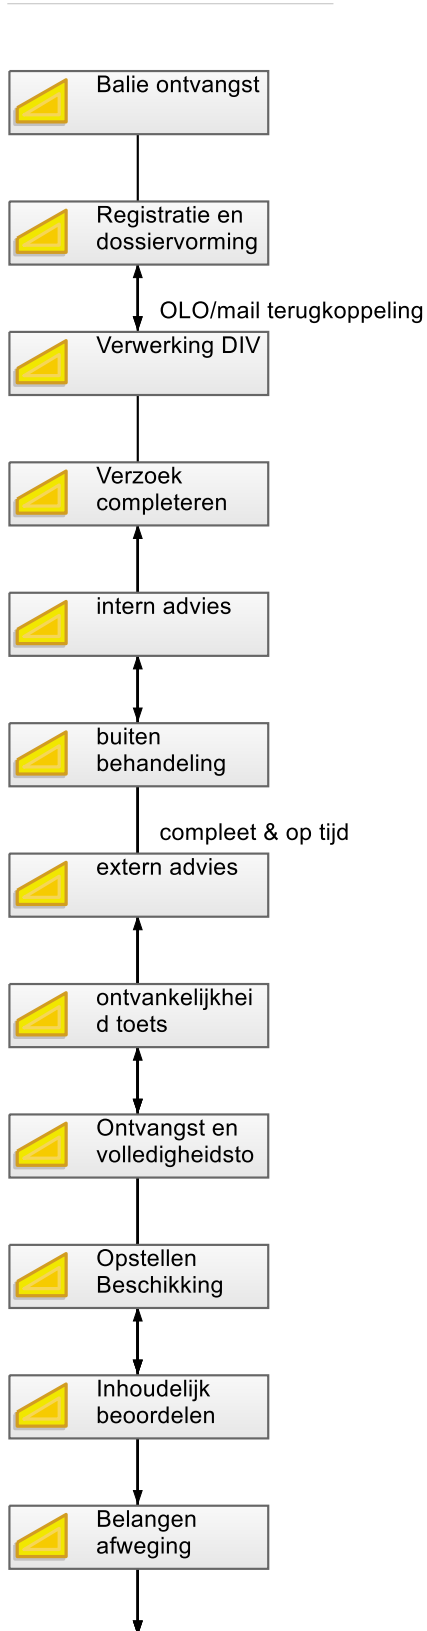 Balie ontvangst
Registratie en
dossiervorming
OLO/mail terugkoppeling
Verwerking DIV
Verzoek
completeren
intern advies
buiten
behandeling
compleet & op tijd
extern advies
ontvankelijkhei
d toets
Ontvangst en
volledigheidsto
Opstellen
Beschikking
Inhoudelijk
beoordelen
Belangen
afweging